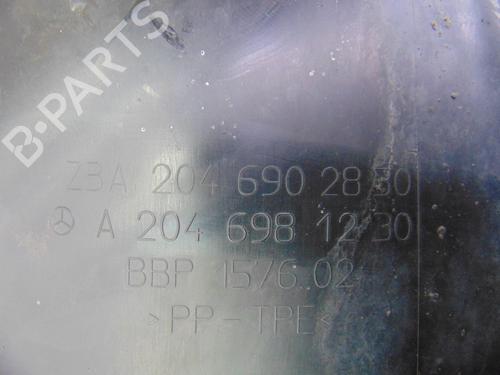 B-PARTS
Z3A 204 690 28 30
A 204 698 12 30
BBP 1576.02
>PP-TPE<